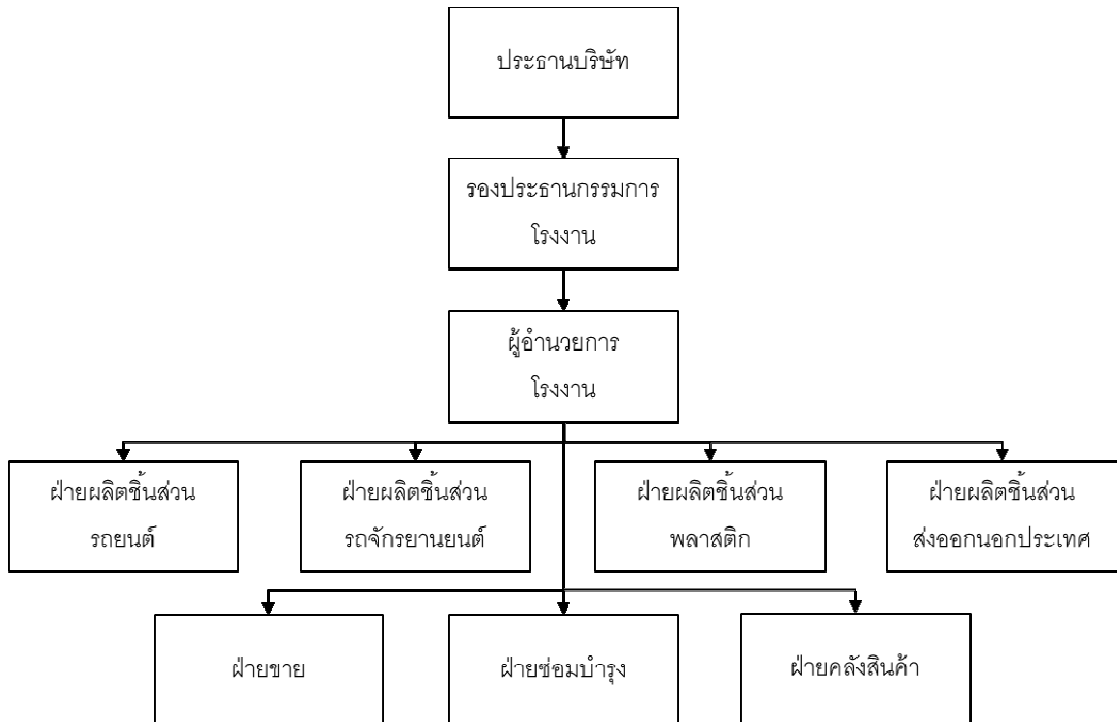 ประธานบริษัท
รองประธานกรรมการ
โรงงาน
ผู้อำนวยการ
โรงงาน
ฝ่ายผลิตชิ้นส่วน
รถยนต์
ฝ่ายผลิตชิ้นส่วน
รถจักรยานยนต์
ฝ่ายผลิตชิ้นส่วน
พลาสติก
ฝ่ายผลิตชิ้นส่วน
ส่งออกนอกประเทศ
ฝ่ายขาย
ฝ่ายซ่อมบำรุง
ฝ่ายคลังสินค้า